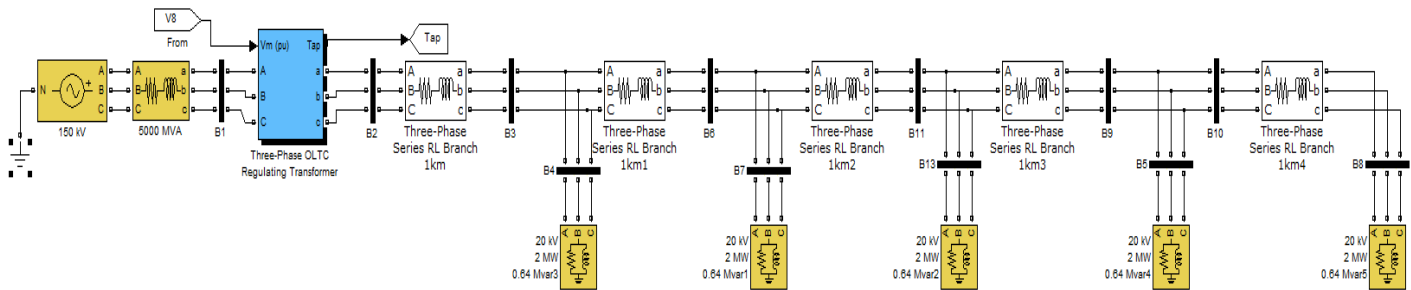 V8
From
Vm (pu) Tap
Tap
N
A
B
C
150 kV
A a
B b
C c
5000 MVA
B1
A a
B b
C c
Three-Phase OLTC
Regulating Transformer
B2
A a
B b
C c
Three-Phase
Series RL Branch
1km
B3
A a
B b
C c
Three-Phase
Series RL Branch
1km1
B6
A a
B b
C c
Three-Phase
Series RL Branch
1km2
B11
A a
B b
C c
Three-Phase
Series RL Branch
1km3
B9
B10
A a
B b
C c
Three-Phase
Series RL Branch
1km4
B4
B7
B13
B5
B8
A B C
20 kV
2 MW
0.64 Mvar3
A B C
20 kV
2 MW
0.64 Mvar1
A B C
20 kV
2 MW
0.64 Mvar2
A B C
20 kV
2 MW
0.64 Mvar4
A B C
20 kV
2 MW
0.64 Mvar5